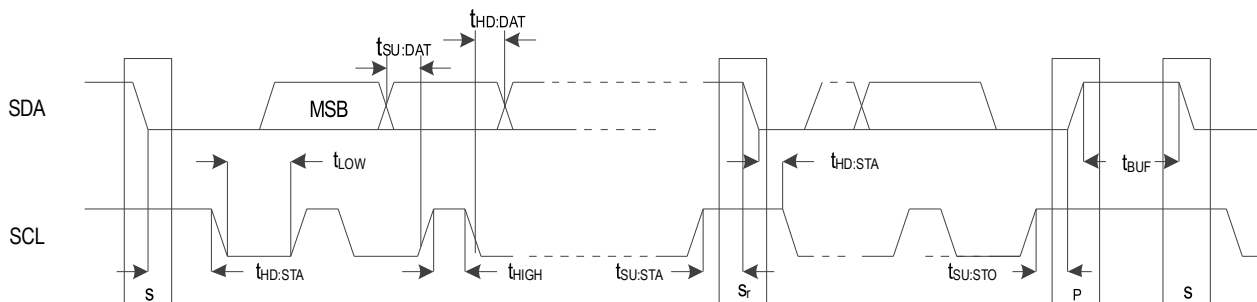 tHD:DAT
tSU:DAT
SDA
MSB
tLOW
tHD:STA
tBUF
SCL
tHD:STA
tHIGH
tSU:STA
tSU:STO
S
Sr
P
S